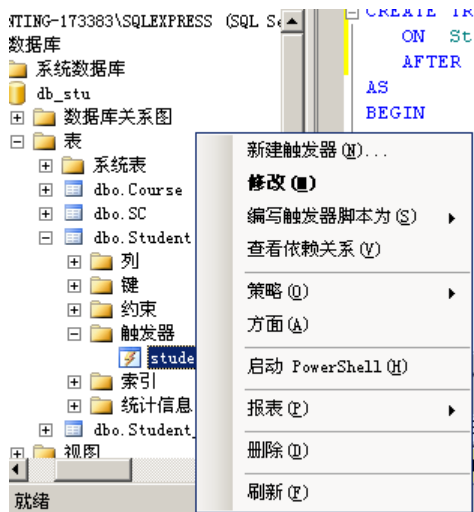 NTING-173383\SQLEXPRESS (SQL Se
数据库
系统数据库
db_stu
数据库关系图
表
系统表
dbo.Course
dbo.SC
dbo.Student
列
键
约束
触发器
stude
索引
统计信息
dbo.Student_
视图
就绪
CREATE TR
ON St
AFTER
AS
BEGIN
新建触发器(N)...
修改(M)
编写触发器脚本为(S)
查看依赖关系(V)
策略(O)
方面(A)
启动 PowerShell(H)
报表(P)
删除(D)
刷新(F)